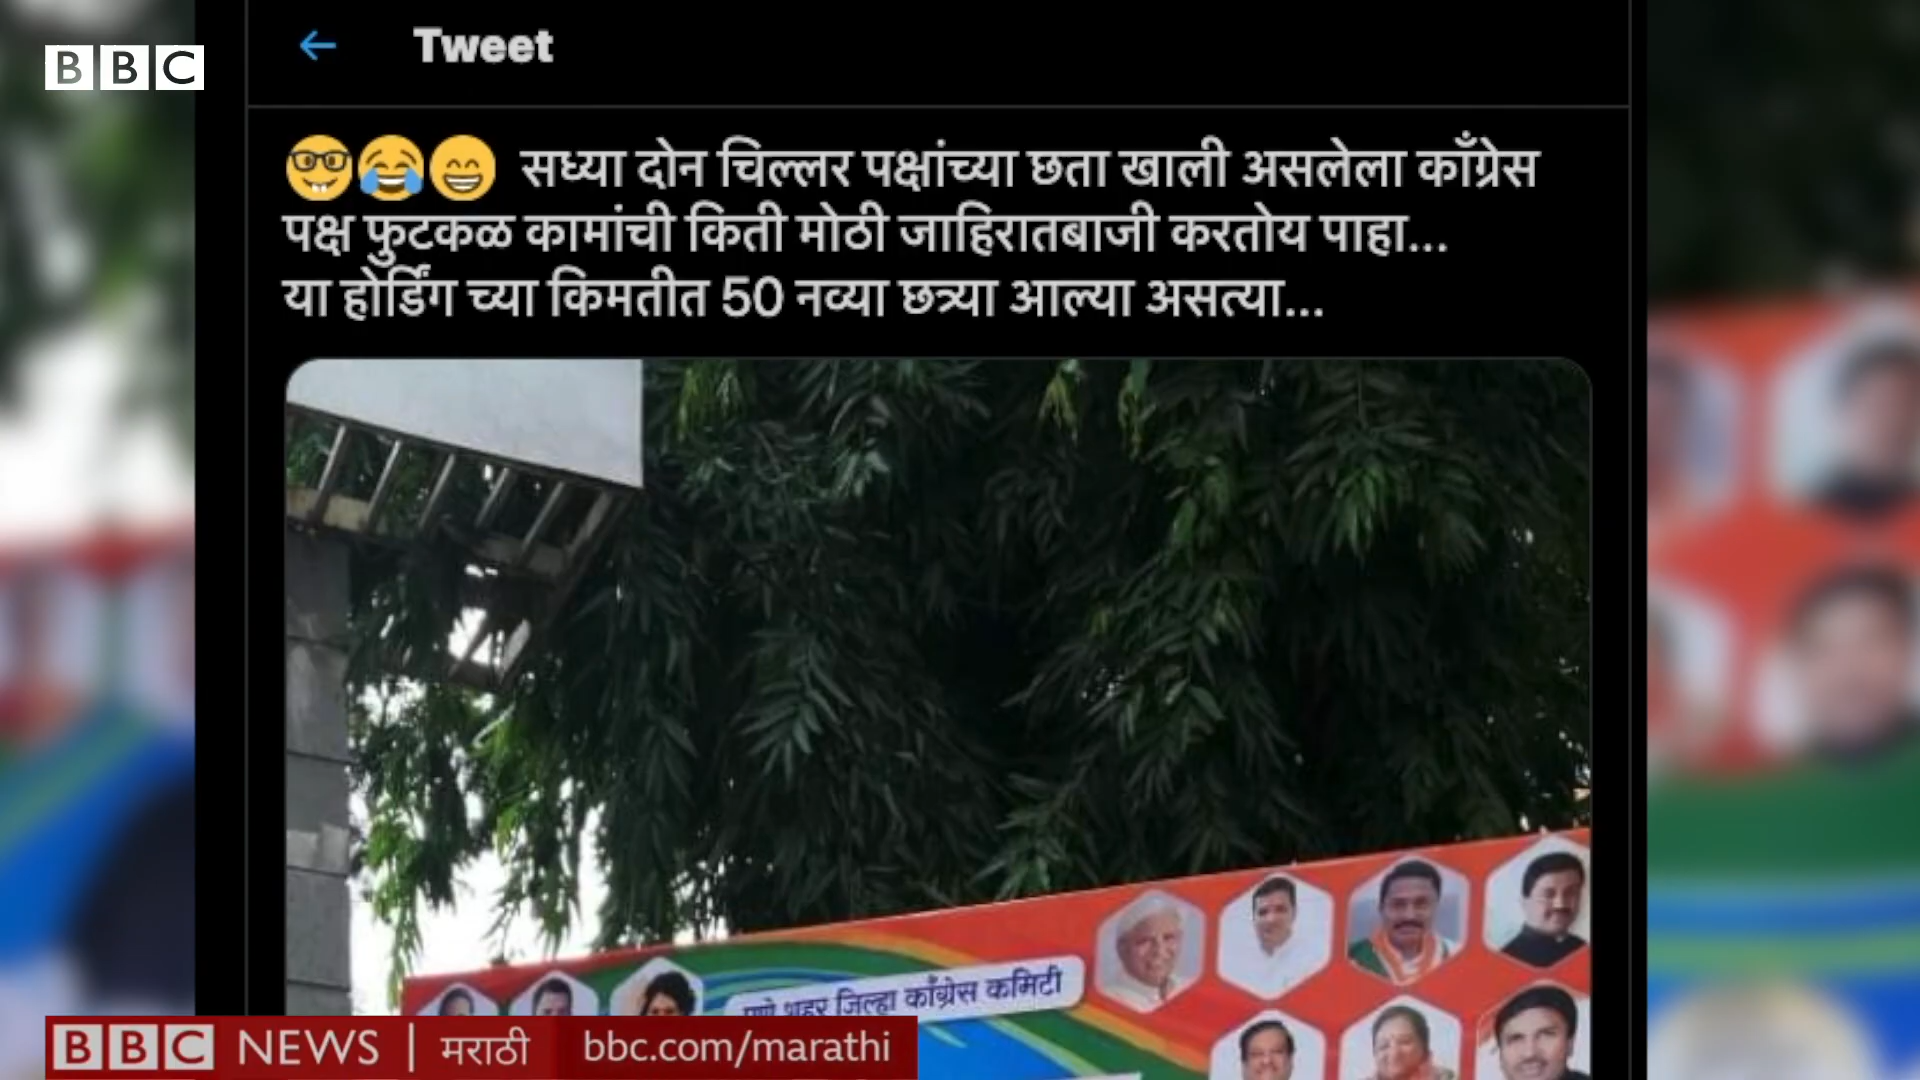 BBC
Tweet
🤓😂😁 सध्या दोन चिल्लर पक्षांच्या छता खाली असलेला काँग्रेस
पक्ष फुटकळ कामांची किती मोठी जाहिरातबाजी करतोय पाहा...
या होर्डिंग च्या किमतीत 50 नव्या छत्र्या आल्या असत्या...
पुणे शहर जिल्हा काँग्रेस कमिटी
BBC NEWS | मराठी bbc.com/marathi